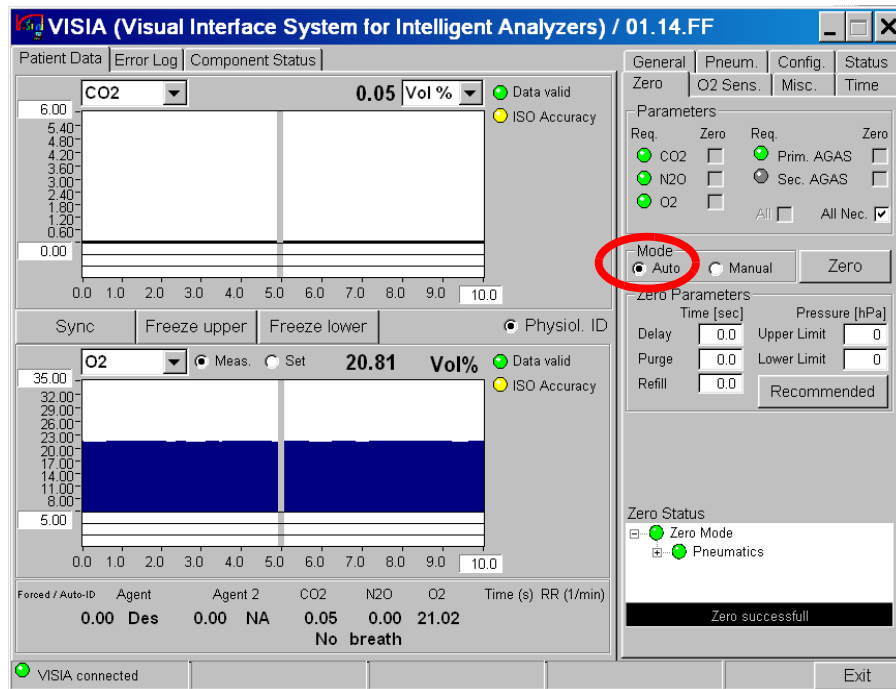 VISIA (Visual Interface System for Intelligent Analyzers) / 01.14.FF
Patient Data Error Log Component Status
CO2 0.05 Vol % Data valid
ISO Accuracy
6.00
5.40
4.80
4.20
3.60
3.00
2.40
1.80
1.20
0.60
0.00
0.0 1.0 2.0 3.0 4.0 5.0 6.0 7.0 8.0 9.0 10.0
Sync Freeze upper Freeze lower Physiol. ID
O2 Meas. Set 20.81 Vol% Data valid
ISO Accuracy
35.00
32.00
29.00
26.00
23.00
20.00
17.00
14.00
11.00
8.00
5.00
0.0 1.0 2.0 3.0 4.0 5.0 6.0 7.0 8.0 9.0 10.0
Forced / Auto-ID Agent Agent 2 CO2 N2O O2 Time (s) RR (1/min)
0.00 Des 0.00 NA 0.05 0.00 21.02
No breath
General Pneum. Config. Status
Zero O2 Sens. Misc. Time
Parameters
Req. Zero Req. Zero
CO2 Prim. AGAS
N2O Sec. AGAS
O2
All All Nec.
Mode
Auto Manual Zero
Zero Parameters
Time [sec] Pressure [hPa]
Delay 0.0 Upper Limit 0
Purge 0.0 Lower Limit 0
Refill 0.0 Recommended
Zero Status
Zero Mode
Pneumatics
Zero successfull
VISIA connected Exit